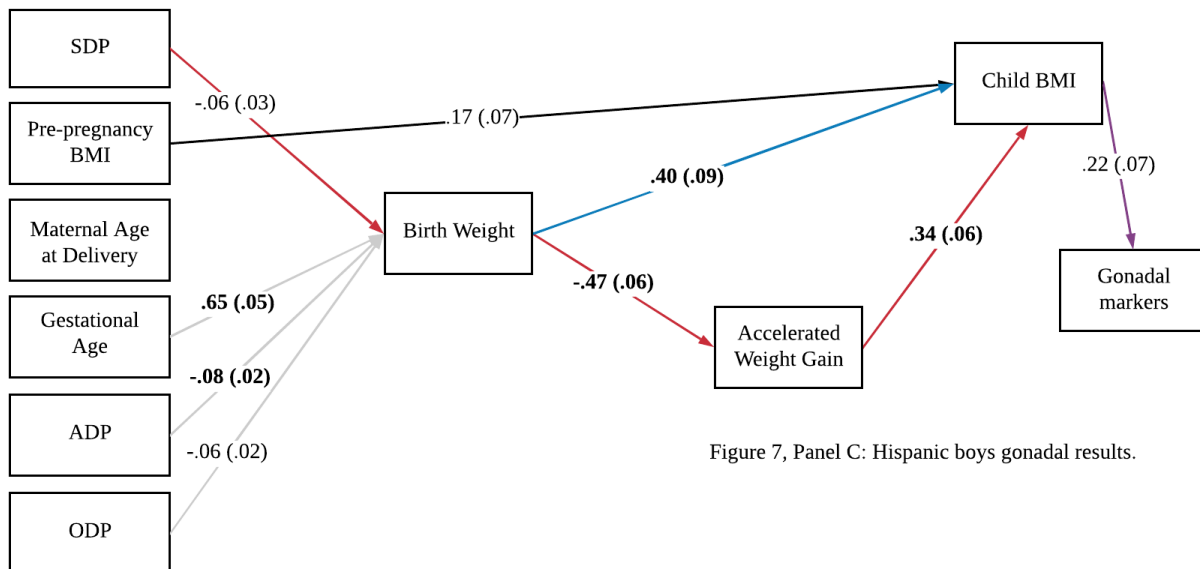 SDP
-.06 (.03)
Pre-pregnancy
BMI
.17 (.07)
Child BMI
.22 (.07)
Maternal Age
at Delivery
Birth Weight
.40 (.09)
.34 (.06)
Gonadal
markers
Gestational
Age
.65 (.05)
-.47 (.06)
Accelerated
Weight Gain
ADP
-.08 (.02)
-.06 (.02)
ODP
Figure 7, Panel C: Hispanic boys gonadal results.